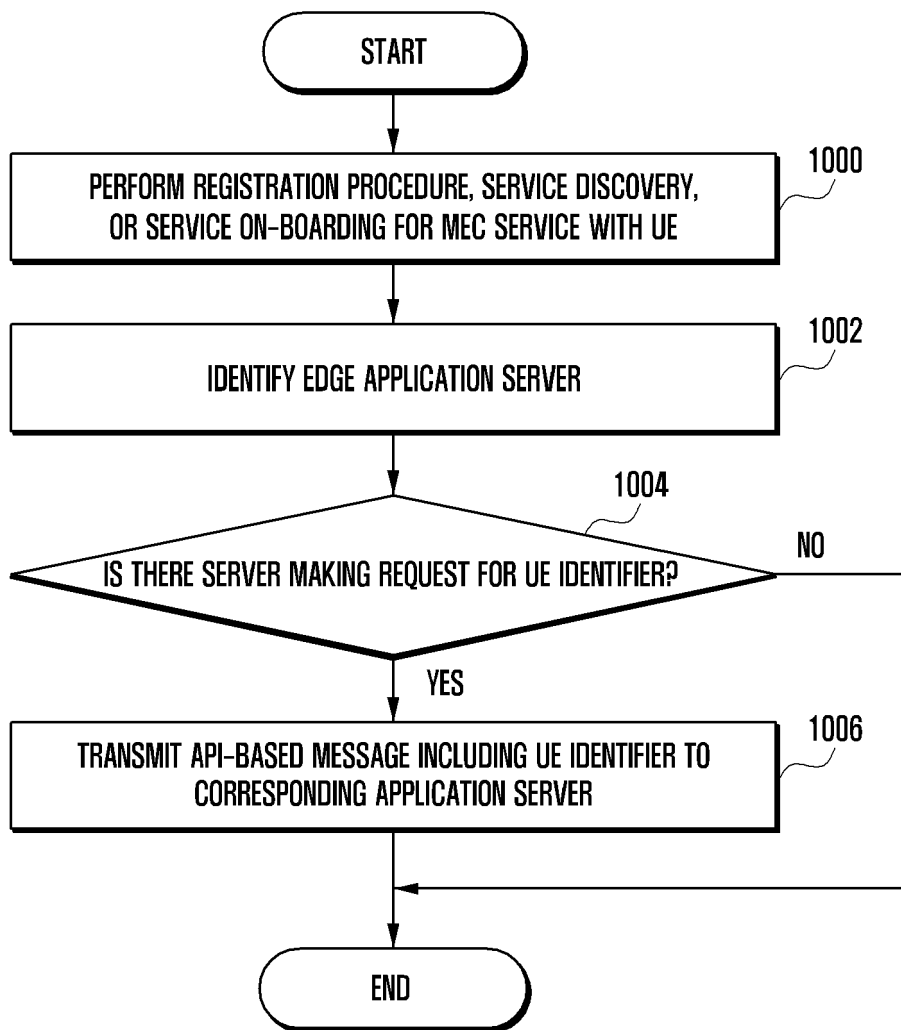 START
1000
PERFORM REGISTRATION PROCEDURE, SERVICE DISCOVERY,
OR SERVICE ON-BOARDING FOR MEC SERVICE WITH UE
1002
IDENTIFY EDGE APPLICATION SERVER
1004
IS THERE SERVER MAKING REQUEST FOR UE IDENTIFIER?
NO
YES
1006
TRANSMIT API-BASED MESSAGE INCLUDING UE IDENTIFIER TO
CORRESPONDING APPLICATION SERVER
END